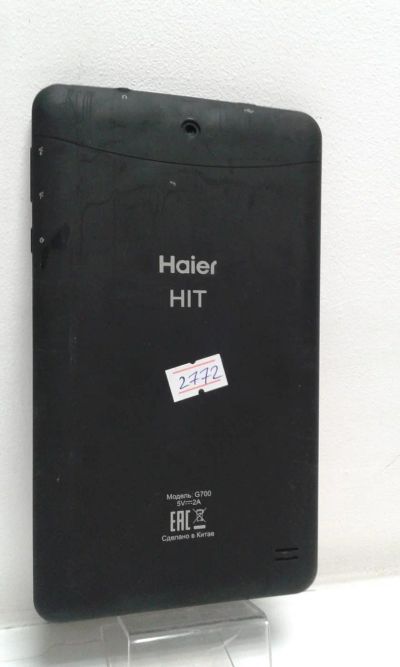 Haier
HIT
2772
Модель: G700
5V⎓2A
EAC
Сделано в Китае